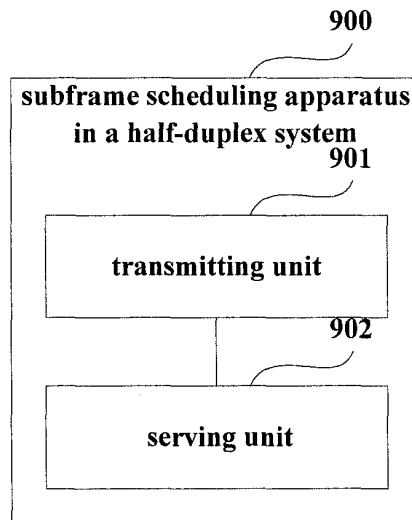 900
subframe scheduling apparatus
in a half-duplex system
901
transmitting unit
902
serving unit